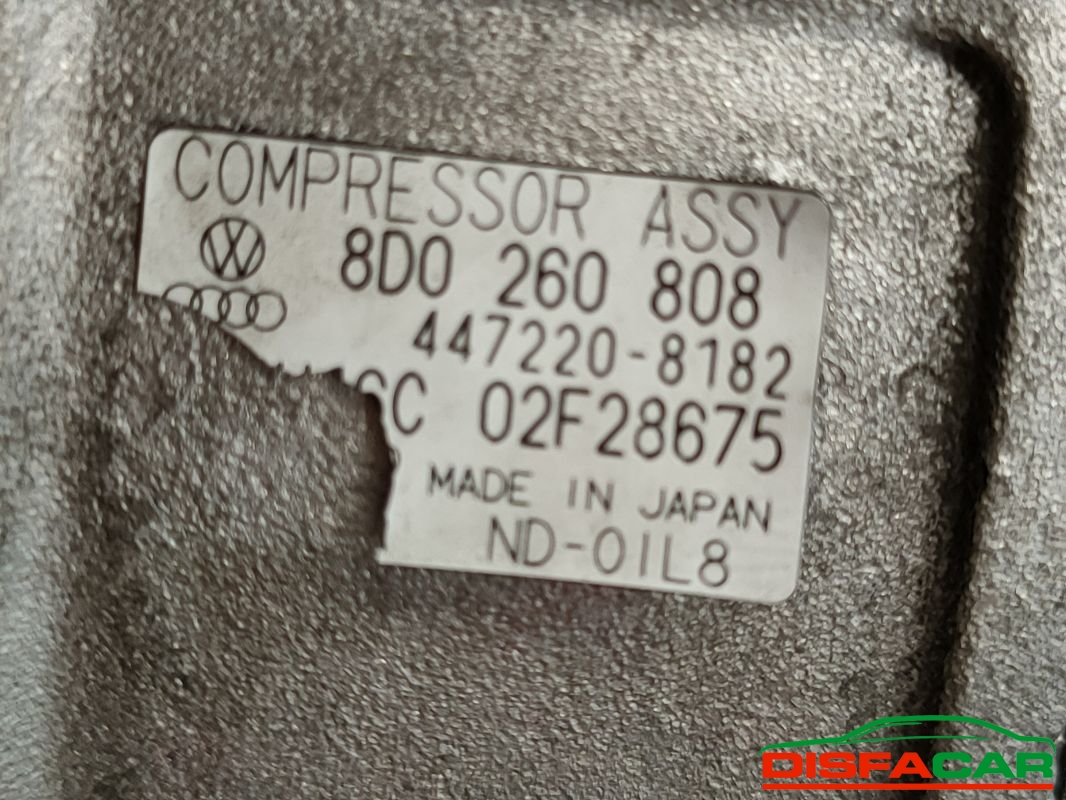 COMPRESSOR ASSY
8D0 260 808
447220-8182
C 02F28675
MADE IN JAPAN
ND-OIL8
DISFACAR